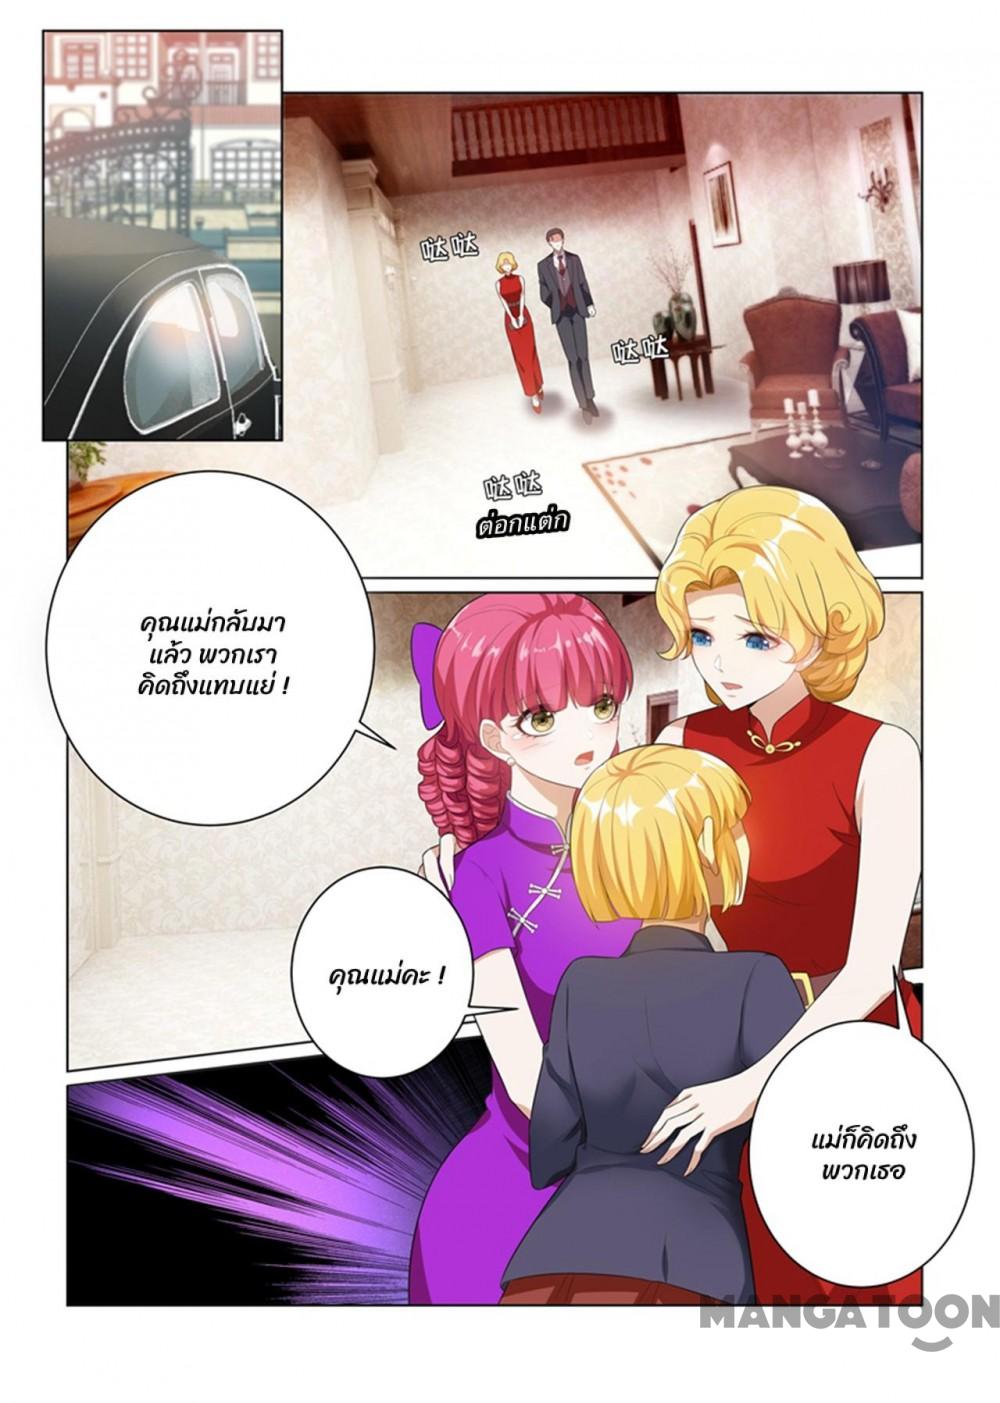 哒哒
哒哒
哒哒
ต่อกแต่ก
คุณแม่กลับมา
แล้ว พวกเรา
คิดถึงแทบแย่ !
คุณแม่คะ !
แม่ก็คิดถึง
พวกเธอ
MANGATOON